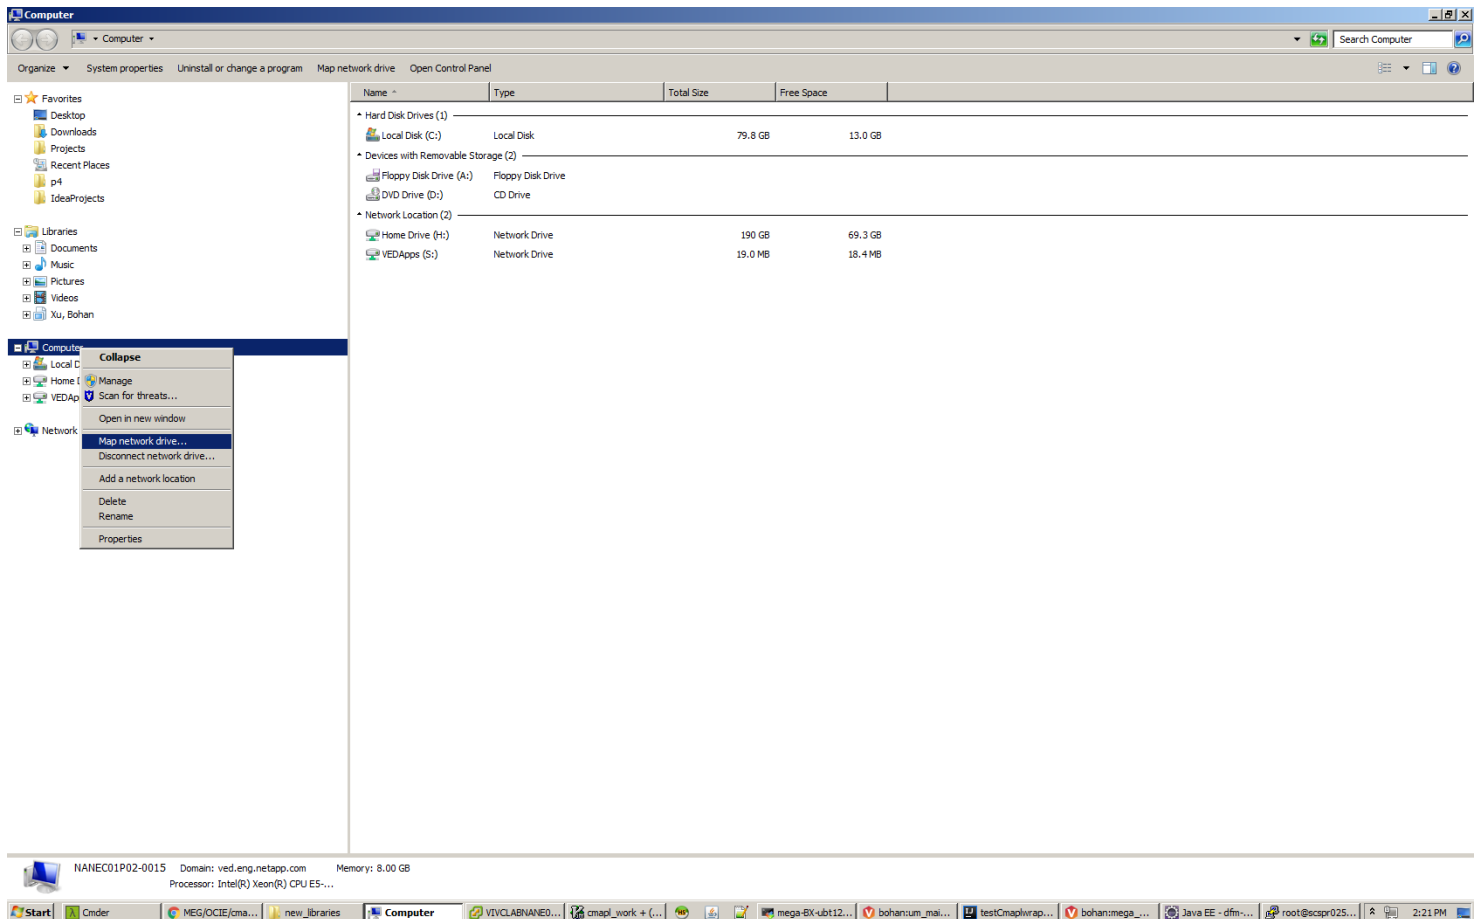 Computer
Computer
Search Computer
Organize System properties Uninstall or change a program Map network drive Open Control Panel
Favorites
Desktop
Downloads
Projects
Recent Places
p4
IdeaProjects
Libraries
Documents
Music
Pictures
Videos
Xu, Bohan
Computer
Local D
Home D
VEDAp
Network
Collapse
Manage
Scan for threats...
Open in new window
Map network drive...
Disconnect network drive...
Add a network location
Delete
Rename
Properties
Name Type Total Size Free Space
Hard Disk Drives (1)
Local Disk (C:) Local Disk 79.8 GB 13.0 GB
Devices with Removable Storage (2)
Floppy Disk Drive (A:) Floppy Disk Drive
DVD Drive (D:) CD Drive
Network Location (2)
Home Drive (H:) Network Drive 190 GB 69.3 GB
VEDApps (S:) Network Drive 19.0 MB 18.4 MB
NANEC01P02-0015 Domain: ved.eng.netapp.com Memory: 8.00 GB
Processor: Intel(R) Xeon(R) CPU E5-...
Start Cmder MEG/OCIE/cma... new_libraries Computer VIVCLABNANE0... cmapl_work + (... mega-BX-ubt12... bohan:um_mai... testCmaplwrap... bohan:mega_... Java EE - dfm-... root@scspr025... 2:21 PM